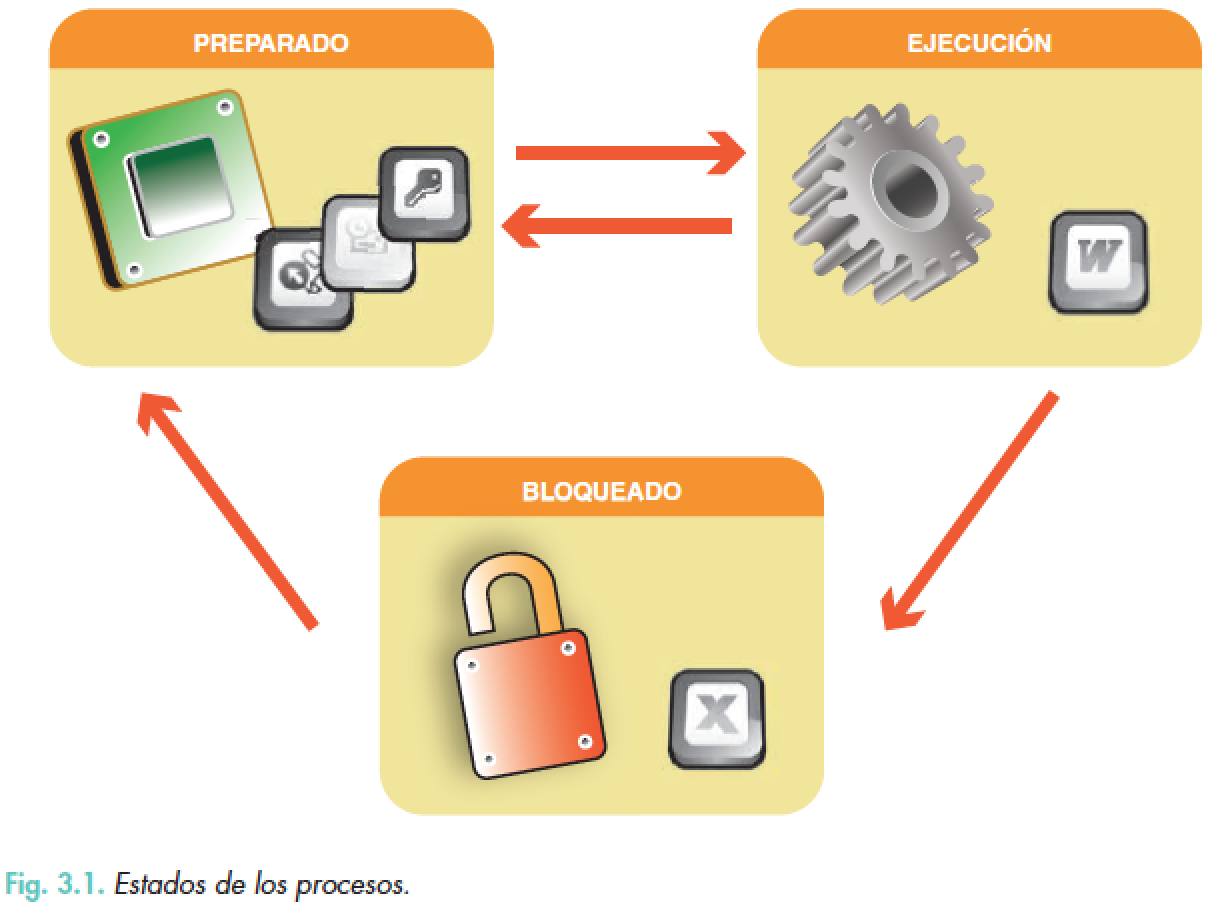 PREPARADO
EJECUCIÓN
W
BLOQUEADO
X
Fig. 3.1. Estados de los procesos.